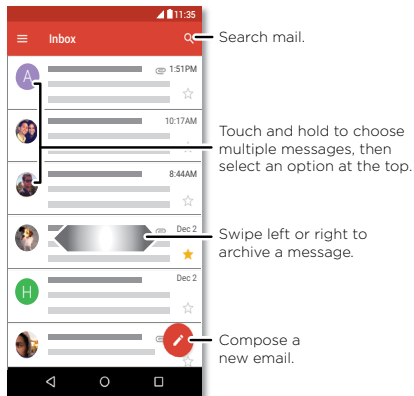 11:35
Inbox
Search mail.
A
1:51PM
10:17AM
Touch and hold to choose
multiple messages, then
select an option at the top.
8:44AM
Dec 2
Swipe left or right to
archive a message.
H
Dec 2
Compose a
new email.